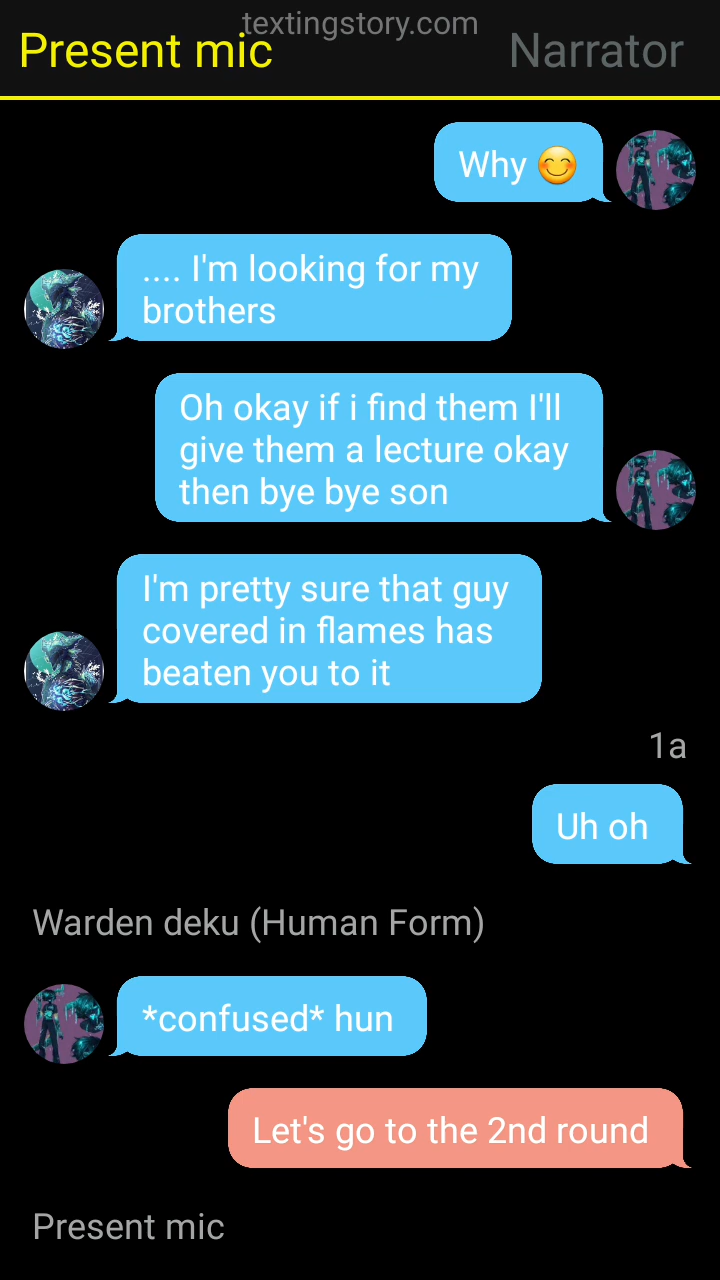 textingstory.com
Present mic
Narrator
Why 😊
.... I'm looking for my
brothers
Oh okay if i find them I'll
give them a lecture okay
then bye bye son
I'm pretty sure that guy
covered in flames has
beaten you to it
1a
Uh oh
Warden deku (Human Form)
*confused* hun
Let's go to the 2nd round
Present mic